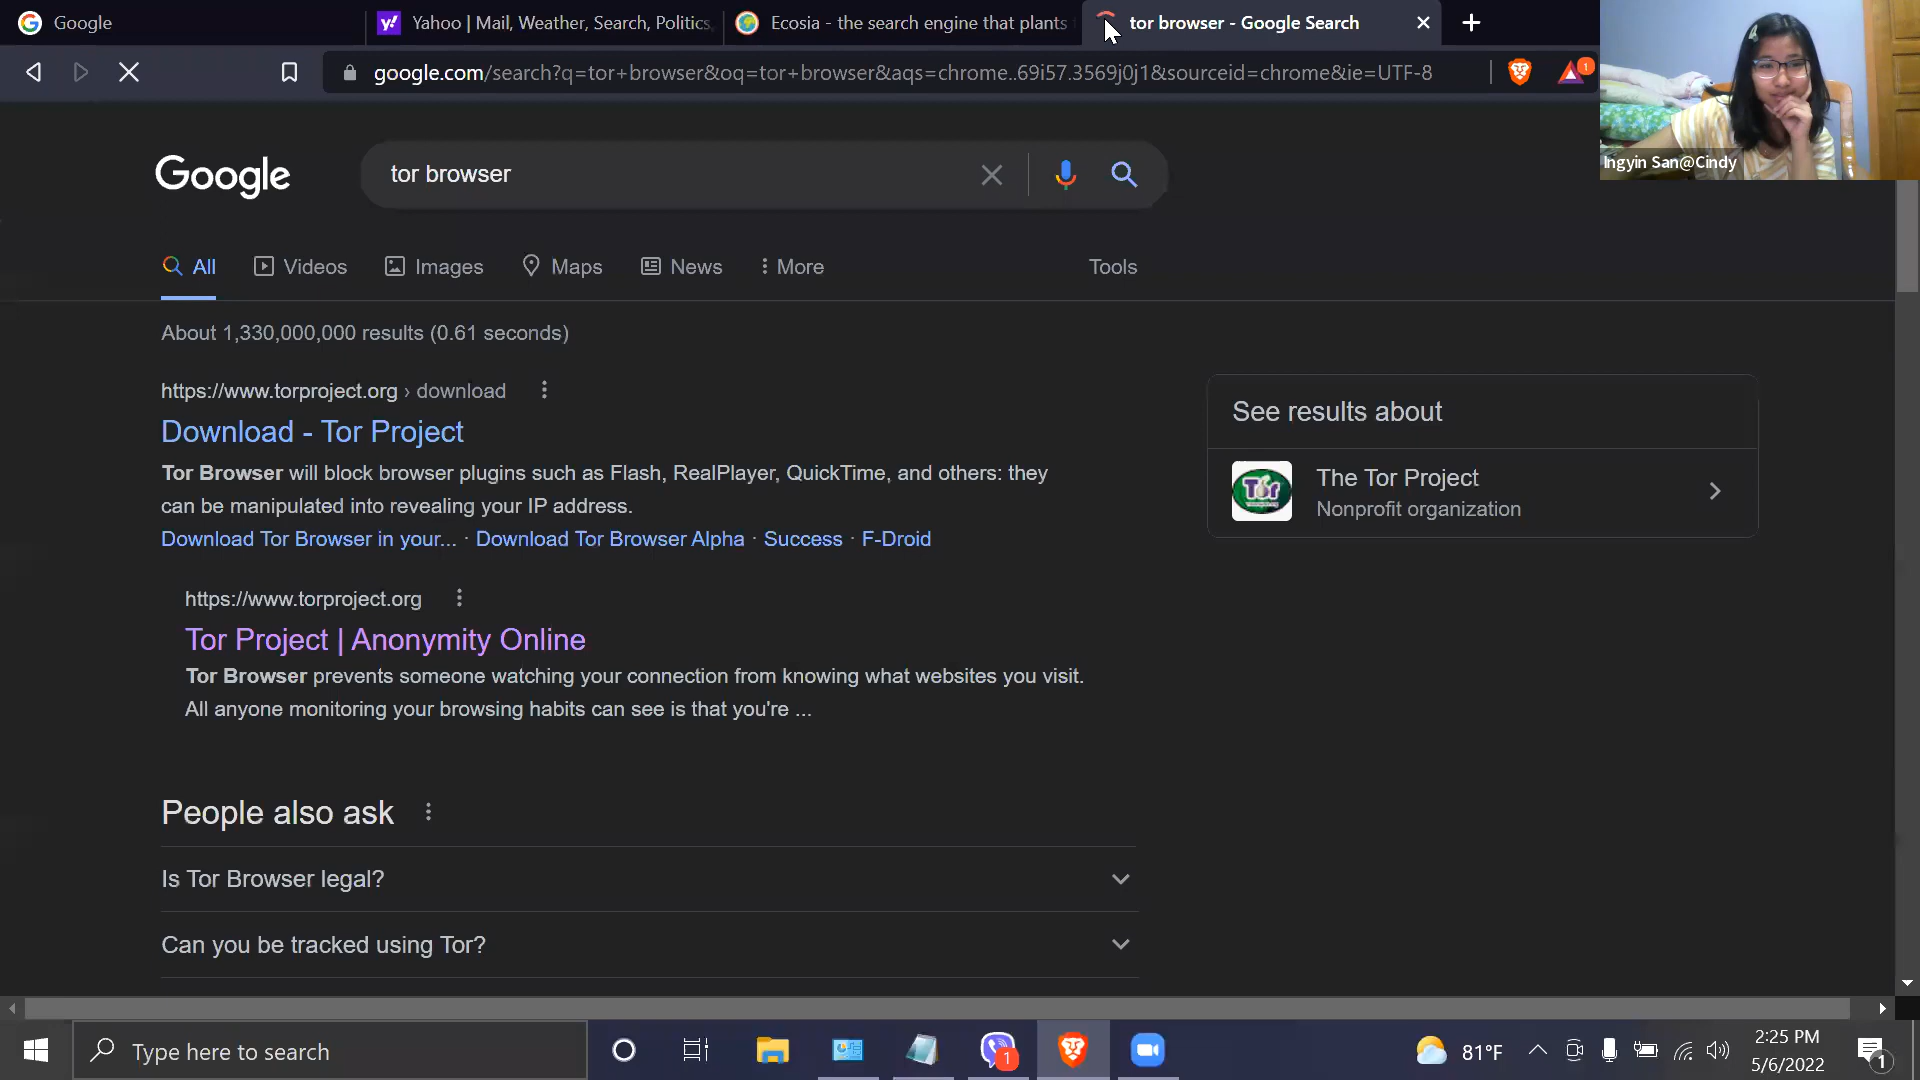 Google
Yahoo | Mail, Weather, Search, Politics,
Ecosia - the search engine that plants
tor browser - Google Search
google.com/search?q=tor+browser&oq=tor+browser&aqs=chrome..69i57.3569j0j1&sourceid=chrome&ie=UTF-8
1
Ingyin San@Cindy
Google
tor browser
All
Videos
Images
Maps
News
More
Tools
About 1,330,000,000 results (0.61 seconds)
https://www.torproject.org › download
Download - Tor Project
Tor Browser will block browser plugins such as Flash, RealPlayer, QuickTime, and others: they
can be manipulated into revealing your IP address.
Download Tor Browser in your... · Download Tor Browser Alpha · Success · F-Droid
https://www.torproject.org
Tor Project | Anonymity Online
Tor Browser prevents someone watching your connection from knowing what websites you visit.
All anyone monitoring your browsing habits can see is that you're ...
See results about
Tor
The Tor Project
Nonprofit organization
People also ask
Is Tor Browser legal?
Can you be tracked using Tor?
Type here to search
1
81°F
2:25 PM
5/6/2022
1